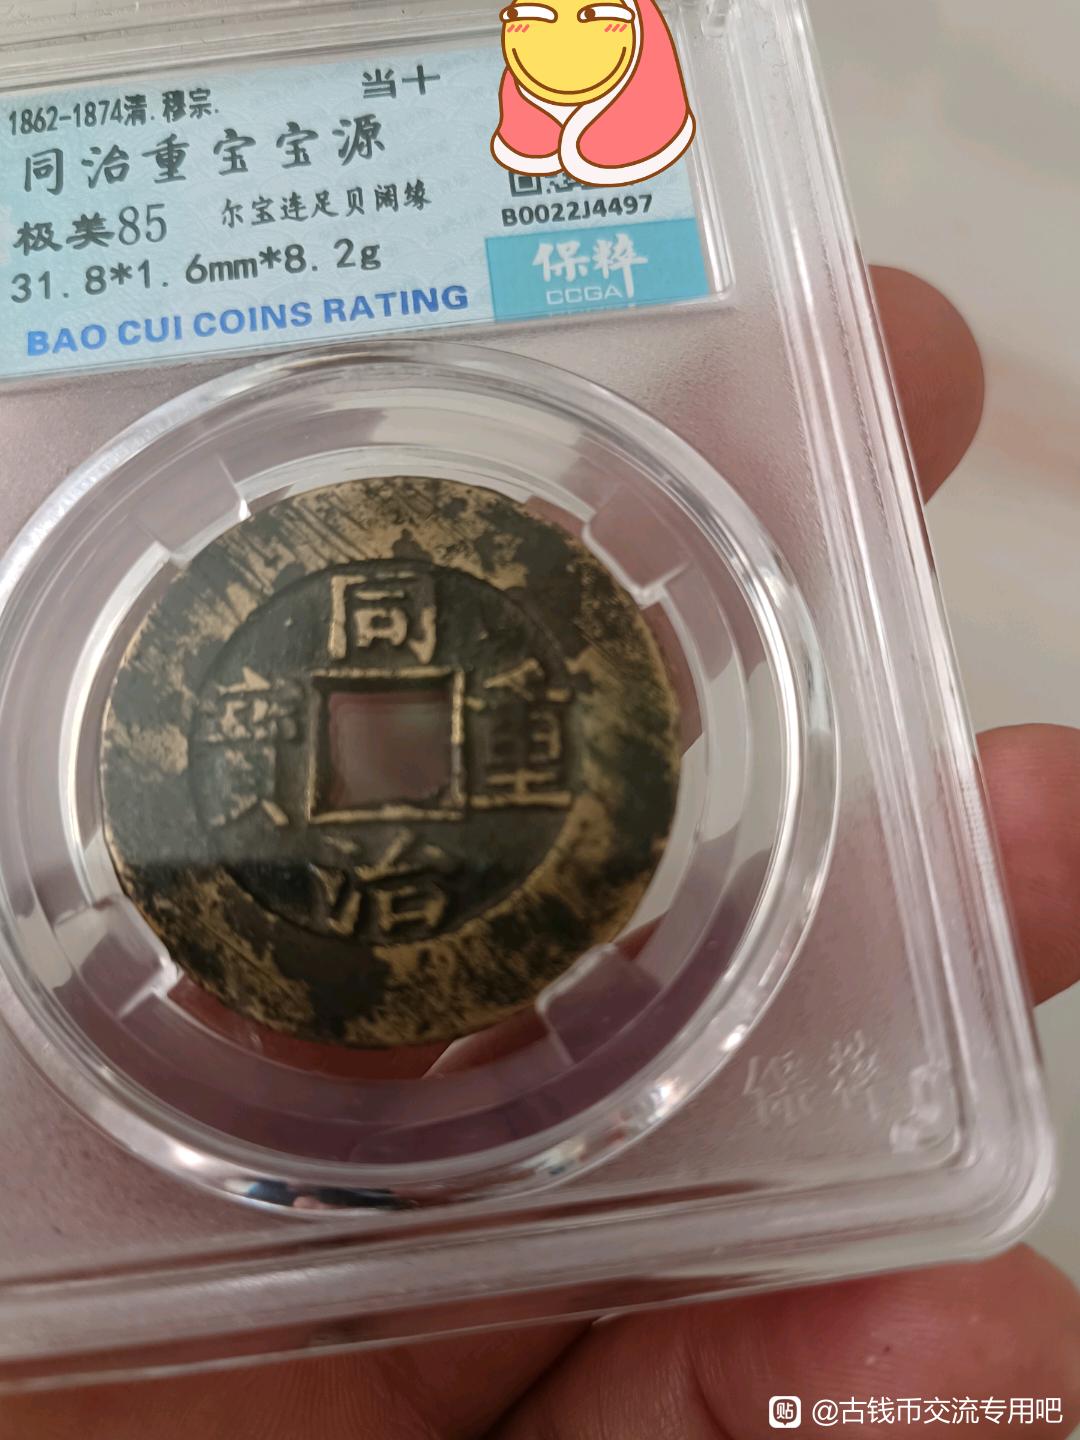 1862-1874清.穆宗.
当十
同治重宝宝源
极美85
尔宝连足贝阔缘
31.8*1.6mm*8.2g
BAO CUI COINS RATING
B0022J4497
保粹
CCGA
同
重
寶
治
保粹
贴 @古钱币交流专用吧